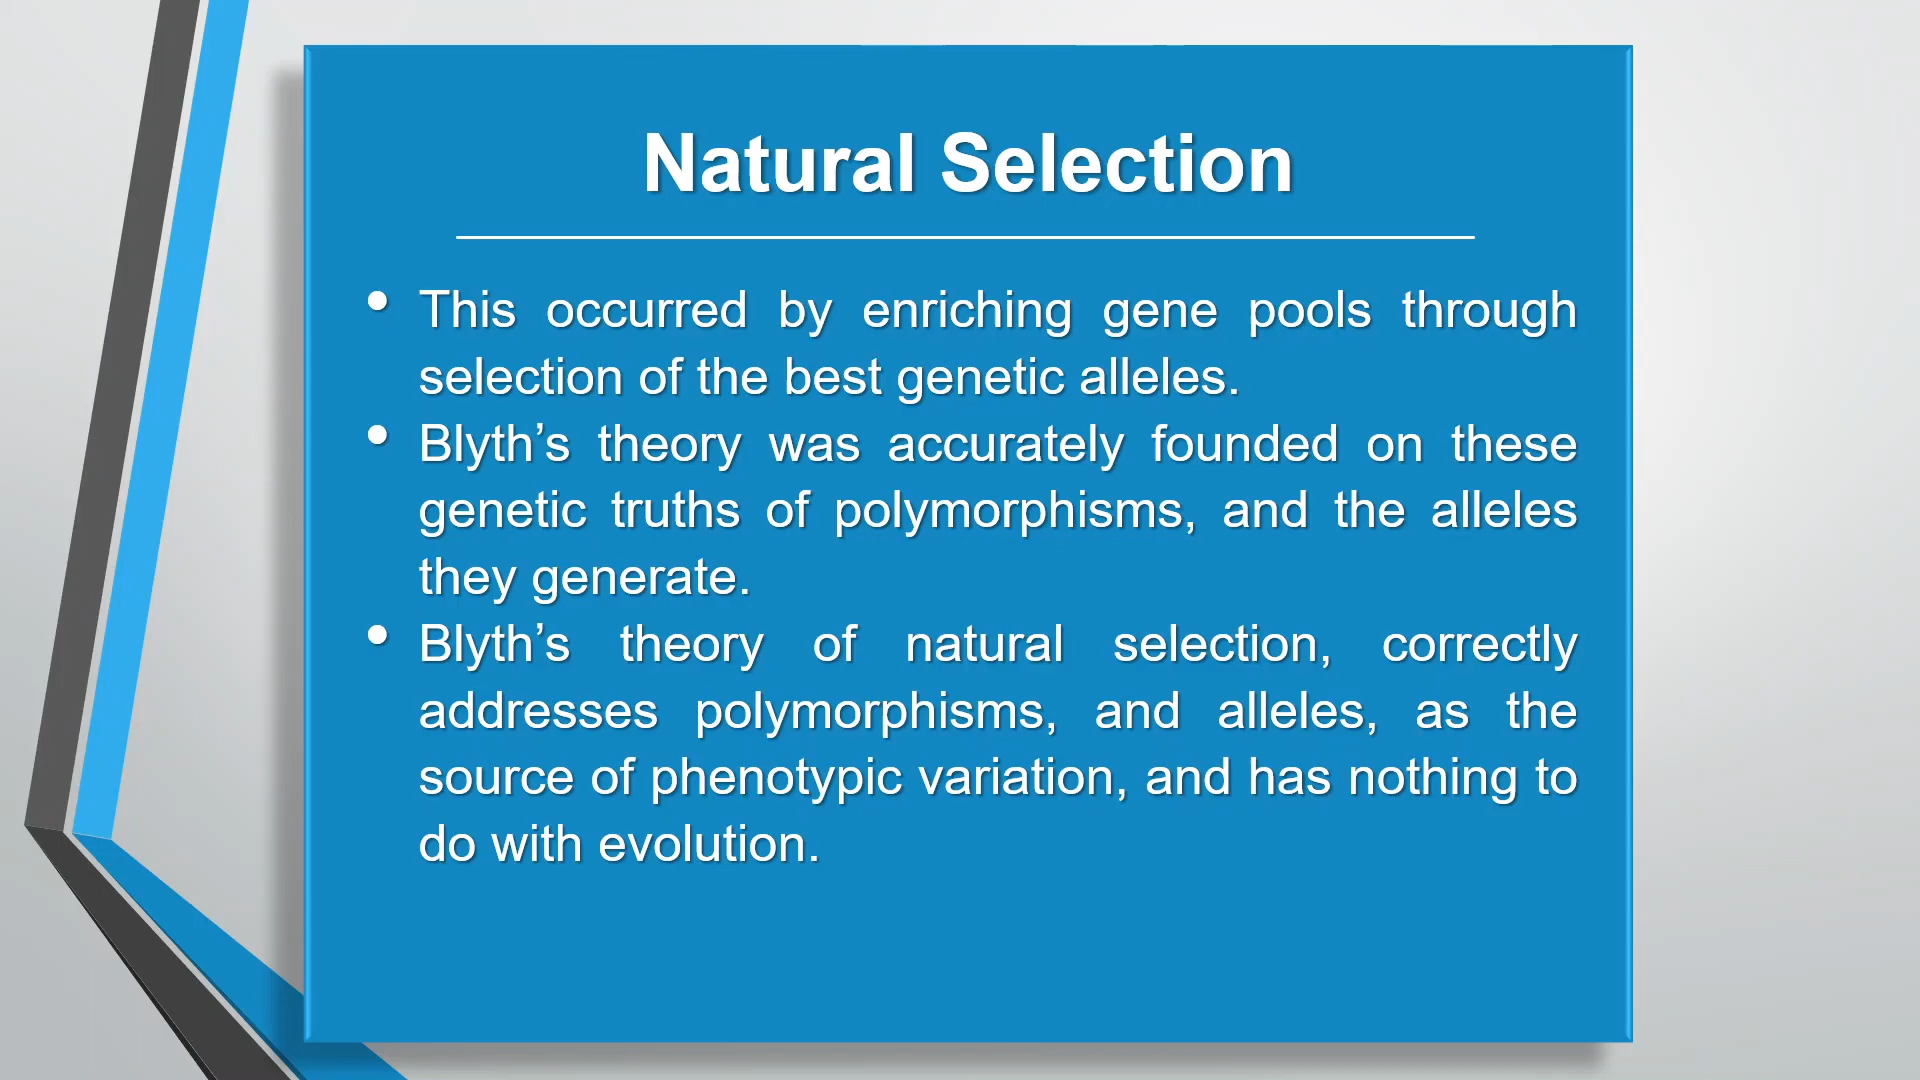 Natural Selection
• This occurred by enriching gene pools through
selection of the best genetic alleles.
• Blyth’s theory was accurately founded on these
genetic truths of polymorphisms, and the alleles
they generate.
• Blyth’s theory of natural selection, correctly
addresses polymorphisms, and alleles, as the
source of phenotypic variation, and has nothing to
do with evolution.